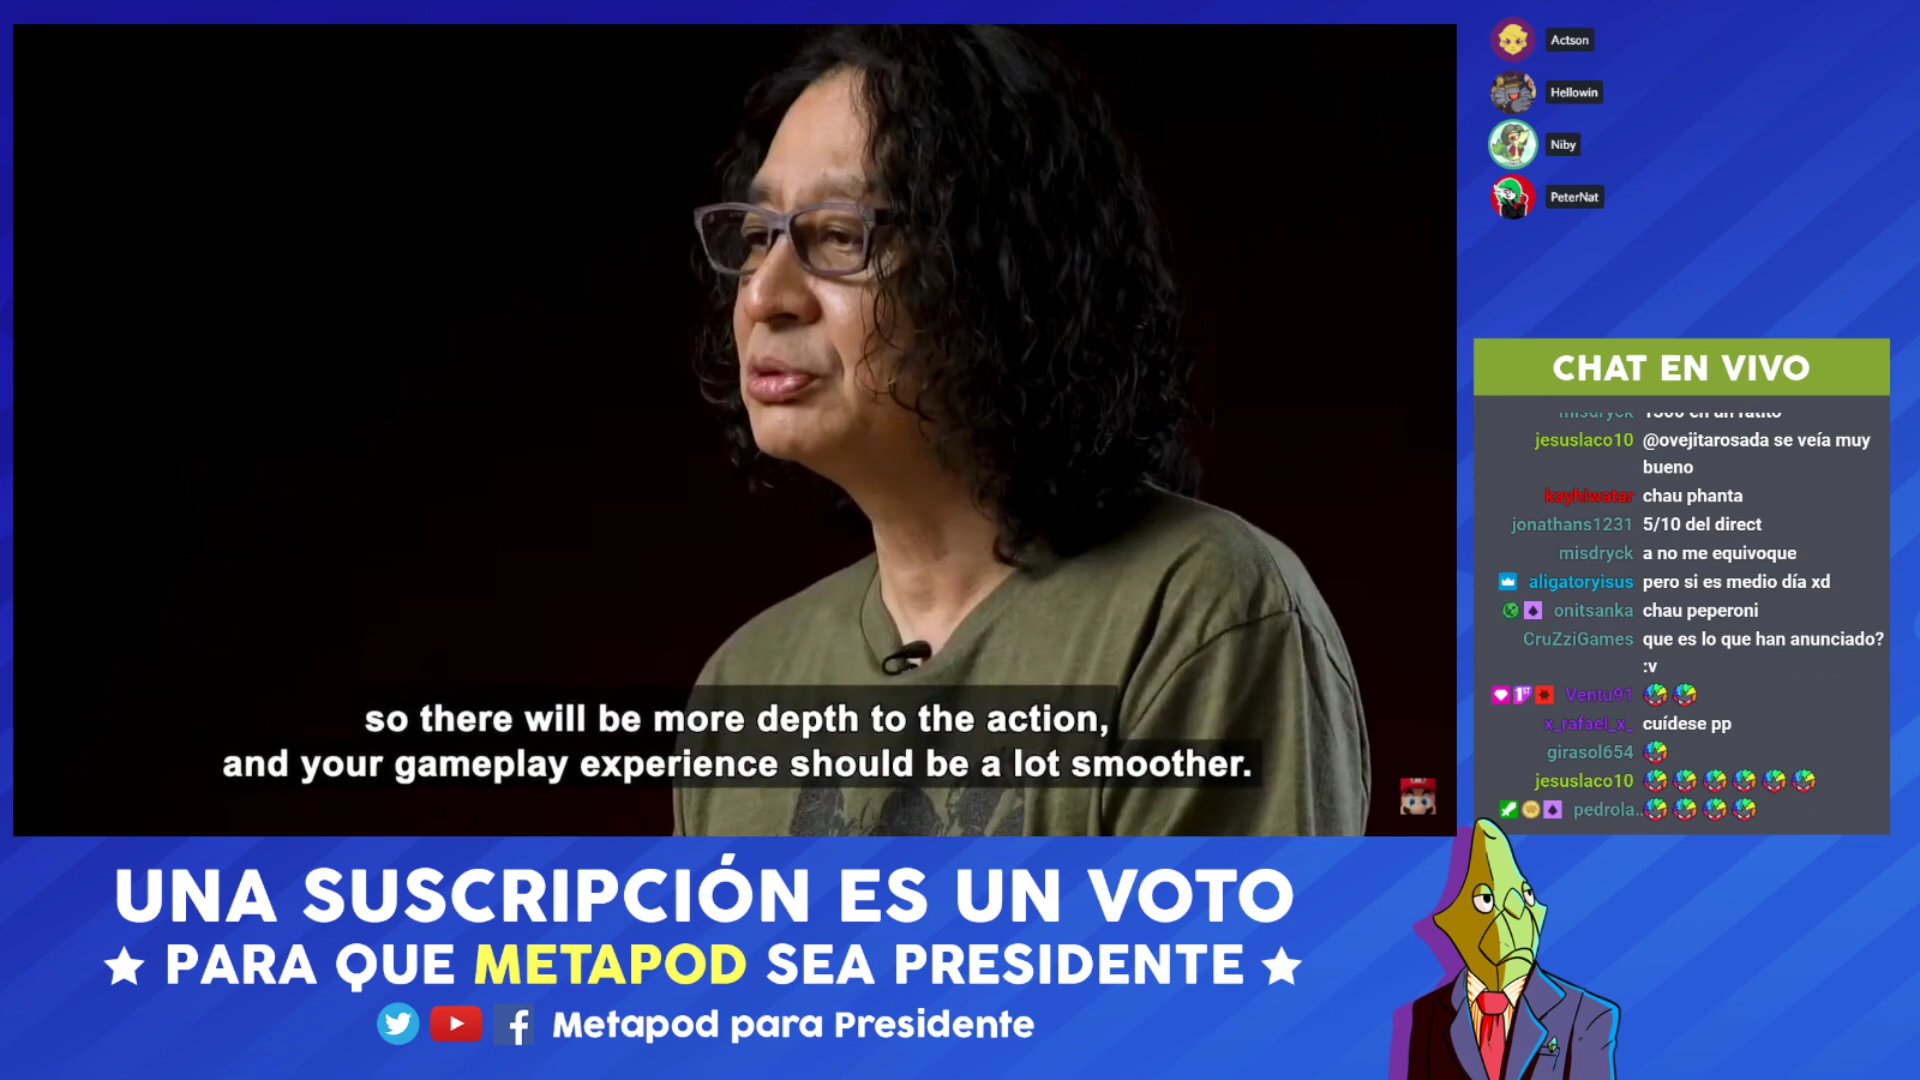 Actson
Hellowin
Niby
PeterNat
CHAT EN VIVO
jesuslaco10 @ovejitarosada se veía muy
bueno
kayhiwatar chau phanta
jonathans1231 5/10 del direct
misdryck a no me equivoque
aligatoryisus pero si es medio día xd
onitsanka chau peperoni
CruZziGames que es lo que han anunciado?
:v
Ventu91
x_rafael_x_ cuídese pp
girasol654
jesuslaco10
pedrola..
so there will be more depth to the action,
and your gameplay experience should be a lot smoother.
UNA SUSCRIPCIÓN ES UN VOTO
PARA QUE METAPOD SEA PRESIDENTE
Metapod para Presidente